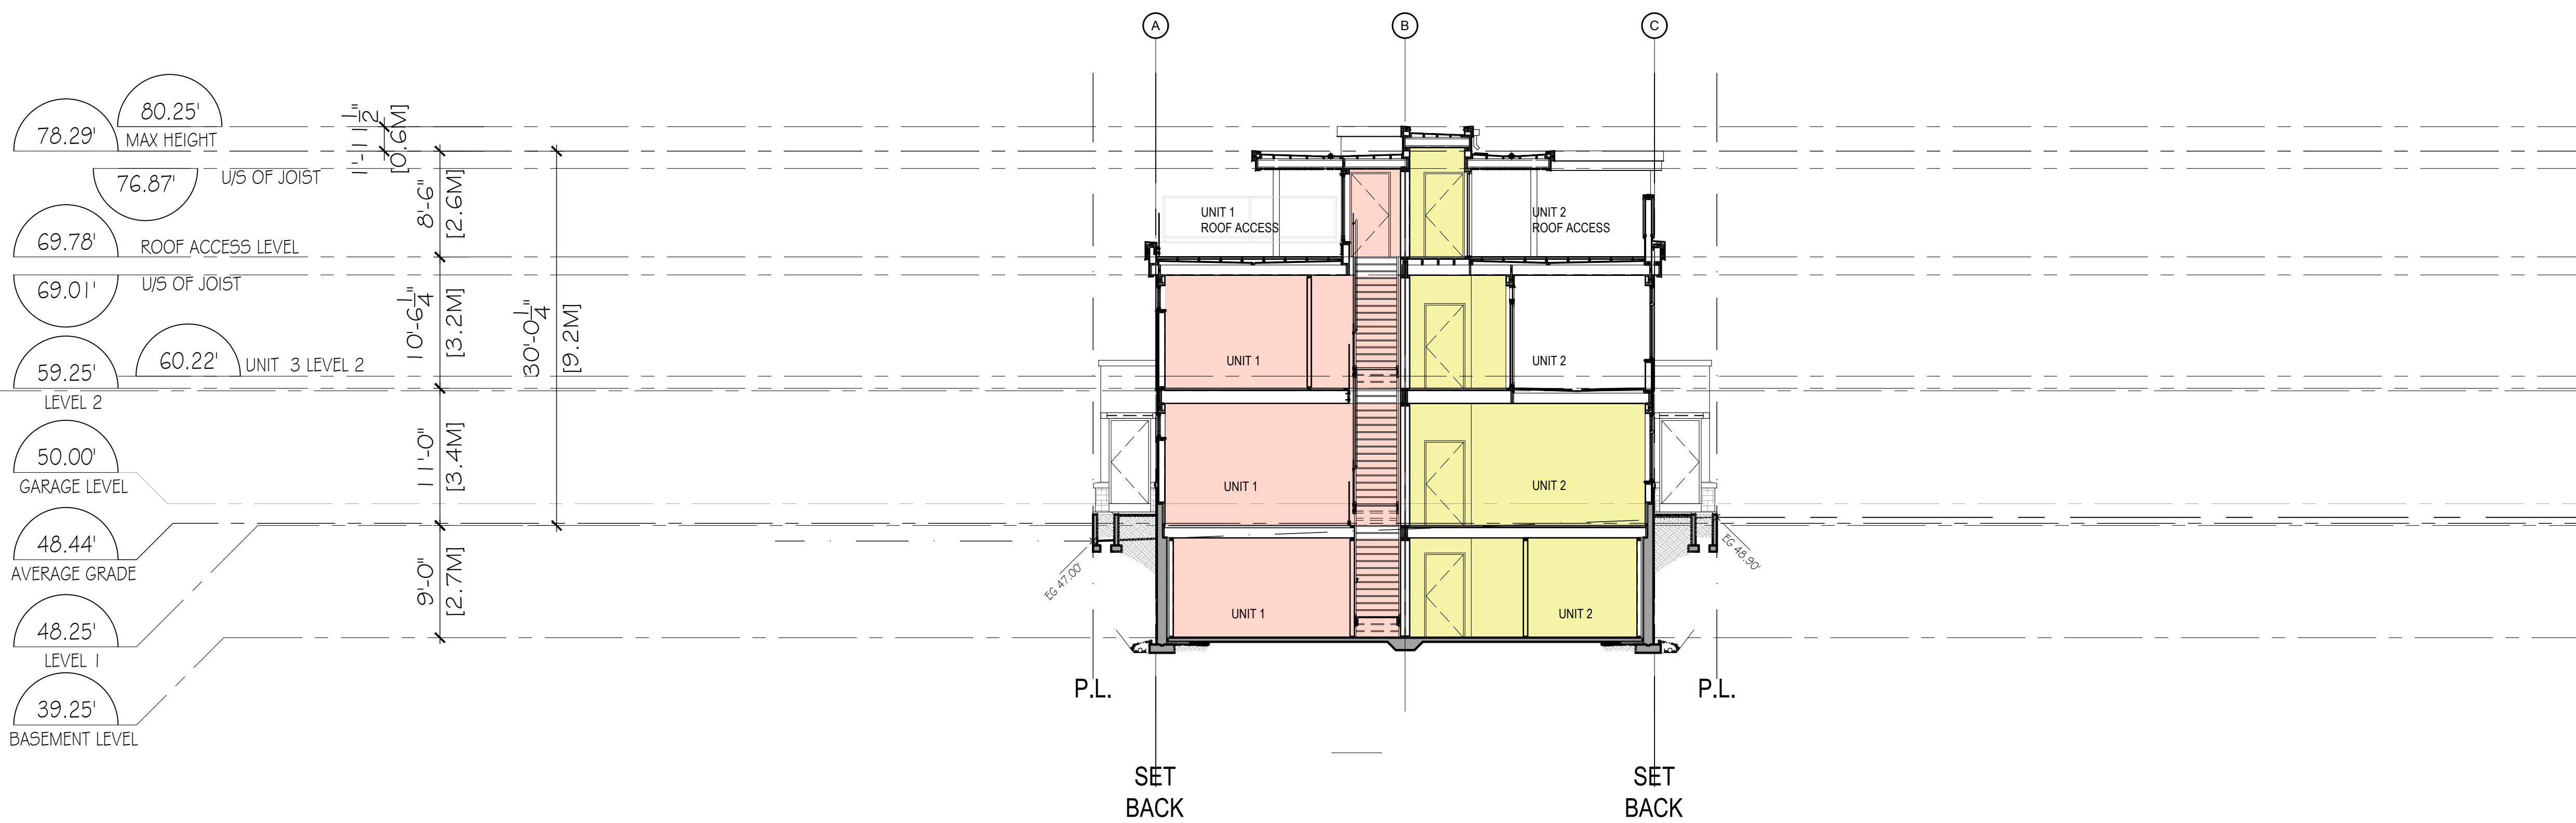 A
B
C
80.25'
78.29'
MAX HEIGHT
76.87'
U/S OF JOIST
69.78'
ROOF ACCESS LEVEL
69.01'
U/S OF JOIST
60.22'
UNIT 3 LEVEL 2
59.25'
LEVEL 2
50.00'
GARAGE LEVEL
48.44'
AVERAGE GRADE
48.25'
LEVEL 1
39.25'
BASEMENT LEVEL
1'-11 1/2"
[0.6M]
8'-6"
[2.6M]
10'-6 1/4"
[3.2M]
30'-0 1/4"
[9.2M]
11'-0"
[3.4M]
9'-0"
[2.7M]
UNIT 1
ROOF ACCESS
UNIT 2
ROOF ACCESS
UNIT 1
UNIT 2
UNIT 1
UNIT 2
EG 47.00'
EG 48.90'
UNIT 1
UNIT 2
P.L.
P.L.
SET
BACK
SET
BACK